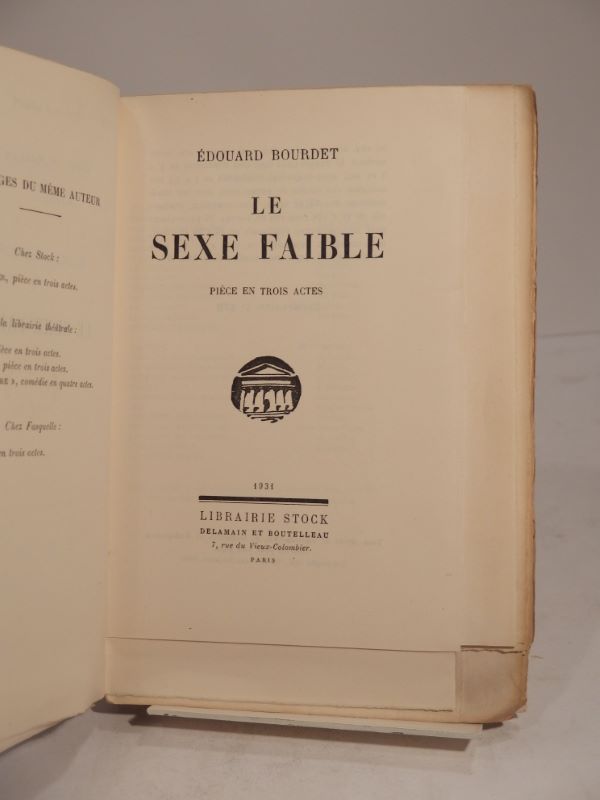 GES DU MÊME AUTEUR
Chez Stock :
pièce en trois actes.
la librairie théâtrale :
ièce en trois actes.
pièce en trois actes.
RE », comédie en quatre actes.
Chez Fasquelle :
en trois actes.
ÉDOUARD BOURDET
LE
SEXE FAIBLE
PIÈCE EN TROIS ACTES
1931
LIBRAIRIE STOCK
DELAMAIN ET BOUTELLEAU
7, rue du Vieux-Colombier.
PARIS